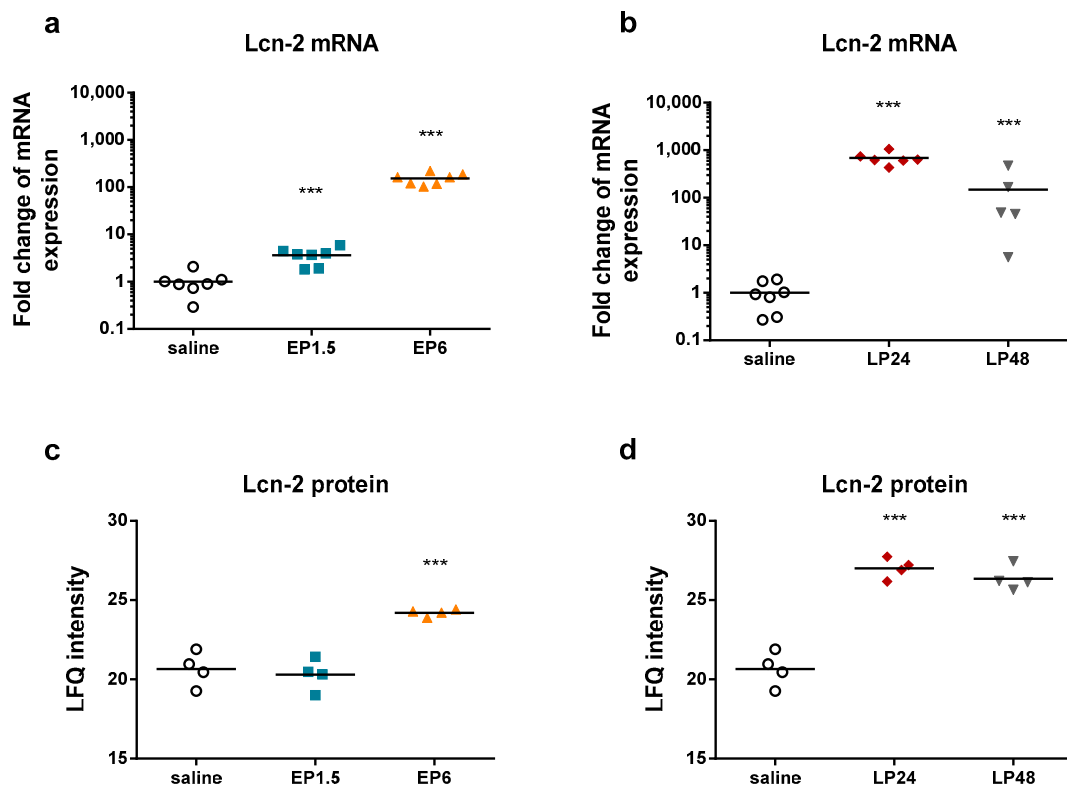 a
Lcn-2 mRNA
Fold change of mRNA
expression
10,000
1,000
100
10
1
0.1
***
***
saline EP1.5 EP6
b
Lcn-2 mRNA
Fold change of mRNA
expression
10,000
1,000
100
10
1
0.1
***
***
saline LP24 LP48
c
Lcn-2 protein
LFQ intensity
30
25
20
15
***
saline EP1.5 EP6
d
Lcn-2 protein
LFQ intensity
30
25
20
15
*** ***
saline LP24 LP48